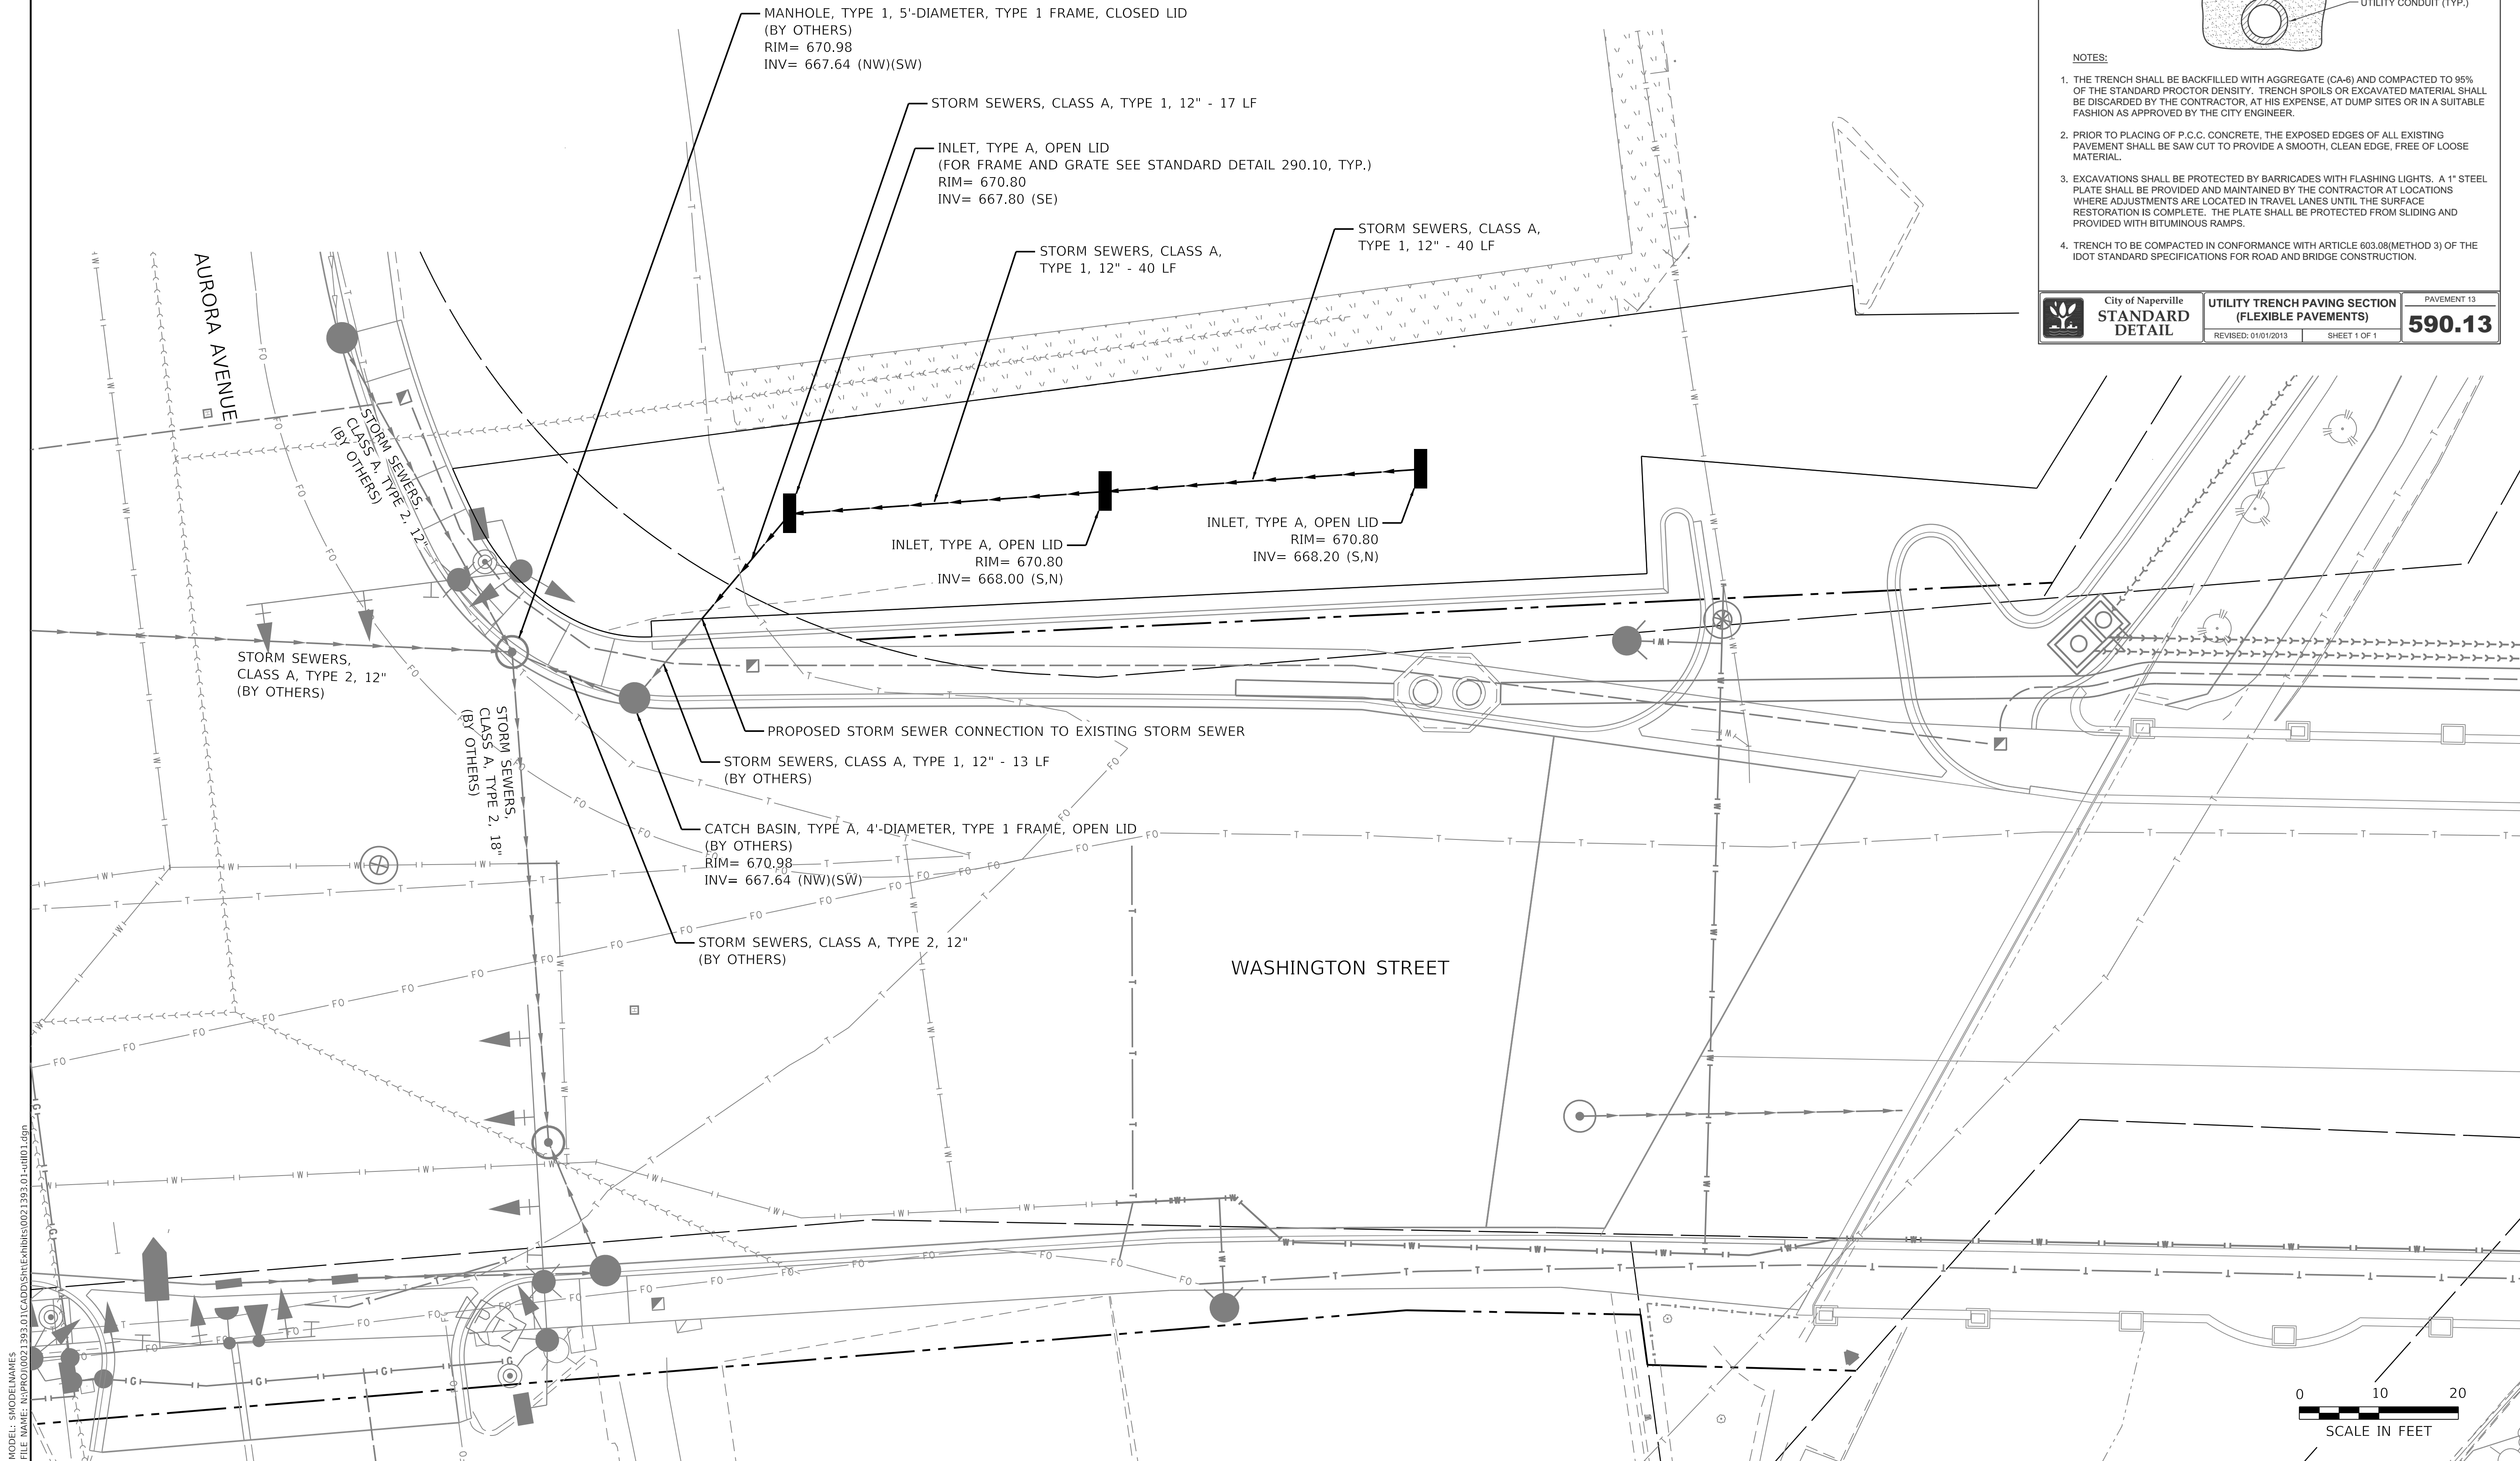 MANHOLE, TYPE 1, 5'-DIAMETER, TYPE 1 FRAME, CLOSED LID
(BY OTHERS)
RIM= 670.98
INV= 667.64 (NW)(SW)
STORM SEWERS, CLASS A, TYPE 1, 12" - 17 LF
INLET, TYPE A, OPEN LID
(FOR FRAME AND GRATE SEE STANDARD DETAIL 290.10, TYP.)
RIM= 670.80
INV= 667.80 (SE)
STORM SEWERS, CLASS A,
TYPE 1, 12" - 40 LF
STORM SEWERS, CLASS A,
TYPE 1, 12" - 40 LF
UTILITY CONDUIT (TYP.)
NOTES:
1. THE TRENCH SHALL BE BACKFILLED WITH AGGREGATE (CA-6) AND COMPACTED TO 95%
OF THE STANDARD PROCTOR DENSITY. TRENCH SPOILS OR EXCAVATED MATERIAL SHALL
BE DISCARDED BY THE CONTRACTOR, AT HIS EXPENSE, AT DUMP SITES OR IN A SUITABLE
FASHION AS APPROVED BY THE CITY ENGINEER.
2. PRIOR TO PLACING OF P.C.C. CONCRETE, THE EXPOSED EDGES OF ALL EXISTING
PAVEMENT SHALL BE SAW CUT TO PROVIDE A SMOOTH, CLEAN EDGE, FREE OF LOOSE
MATERIAL.
3. EXCAVATIONS SHALL BE PROTECTED BY BARRICADES WITH FLASHING LIGHTS. A 1" STEEL
PLATE SHALL BE PROVIDED AND MAINTAINED BY THE CONTRACTOR AT LOCATIONS
WHERE ADJUSTMENTS ARE LOCATED IN TRAVEL LANES UNTIL THE SURFACE
RESTORATION IS COMPLETE. THE PLATE SHALL BE PROTECTED FROM SLIDING AND
PROVIDED WITH BITUMINOUS RAMPS.
4. TRENCH TO BE COMPACTED IN CONFORMANCE WITH ARTICLE 603.08(METHOD 3) OF THE
IDOT STANDARD SPECIFICATIONS FOR ROAD AND BRIDGE CONSTRUCTION.
City of Naperville
STANDARD
DETAIL
UTILITY TRENCH PAVING SECTION
(FLEXIBLE PAVEMENTS)
REVISED: 01/01/2013
SHEET 1 OF 1
PAVEMENT 13
590.13
AURORA AVENUE
STORM SEWERS,
CLASS A, TYPE 2, 12"
(BY OTHERS)
INLET, TYPE A, OPEN LID
RIM= 670.80
INV= 668.00 (S,N)
INLET, TYPE A, OPEN LID
RIM= 670.80
INV= 668.20 (S,N)
STORM SEWERS,
CLASS A, TYPE 2, 12"
(BY OTHERS)
STORM SEWERS,
CLASS A, TYPE 2, 18"
(BY OTHERS)
PROPOSED STORM SEWER CONNECTION TO EXISTING STORM SEWER
STORM SEWERS, CLASS A, TYPE 1, 12" - 13 LF
(BY OTHERS)
CATCH BASIN, TYPE A, 4'-DIAMETER, TYPE 1 FRAME, OPEN LID
(BY OTHERS)
RIM= 670.98
INV= 667.64 (NW)(SW)
STORM SEWERS, CLASS A, TYPE 2, 12"
(BY OTHERS)
WASHINGTON STREET
0 10 20
SCALE IN FEET
MODEL: $MODELNAME$
FILE NAME: N:\PROJ\0021393.01\CADD\Sht\Exhibits\0021393.01-util01.dgn